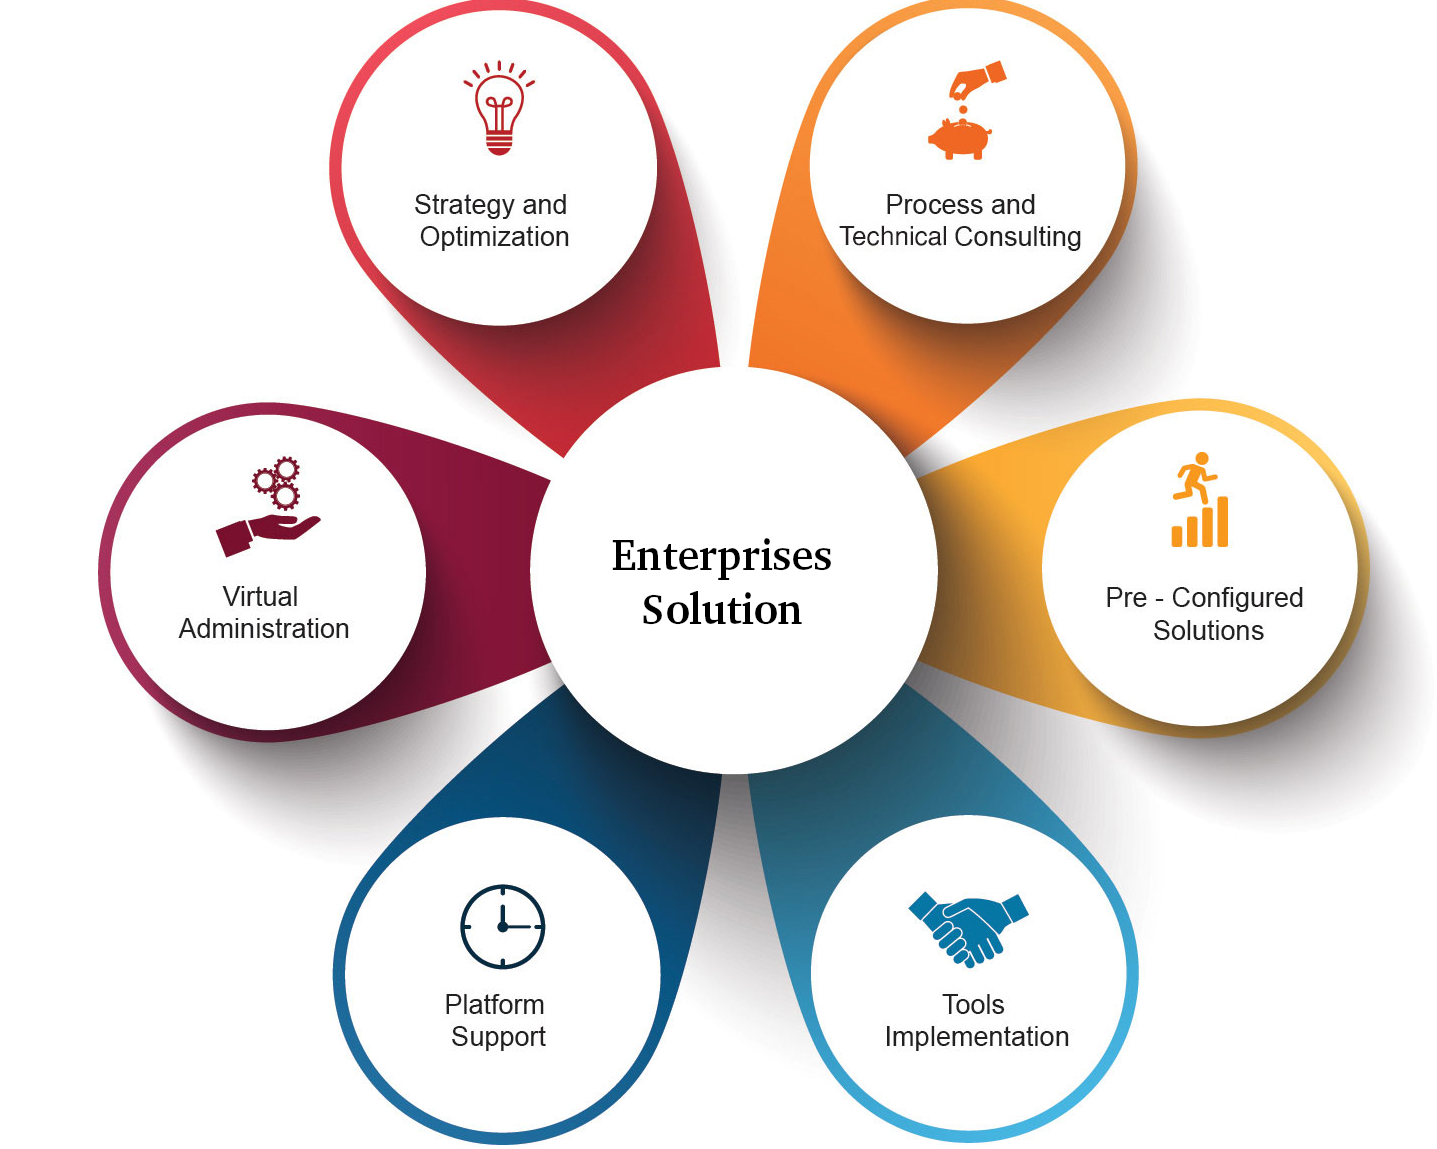 Strategy and
Optimization
Process and
Technical Consulting
Enterprises
Solution
Virtual
Administration
Pre - Configured
Solutions
Platform
Support
Tools
Implementation